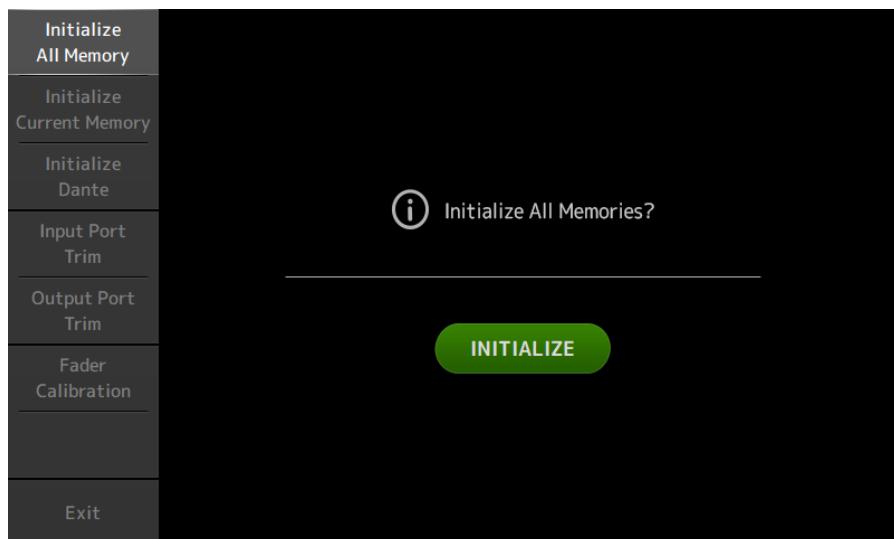 Initialize
All Memory
Initialize
Current Memory
Initialize
Dante
Input Port
Trim
Output Port
Trim
Fader
Calibration
Exit
Initialize All Memories?
INITIALIZE